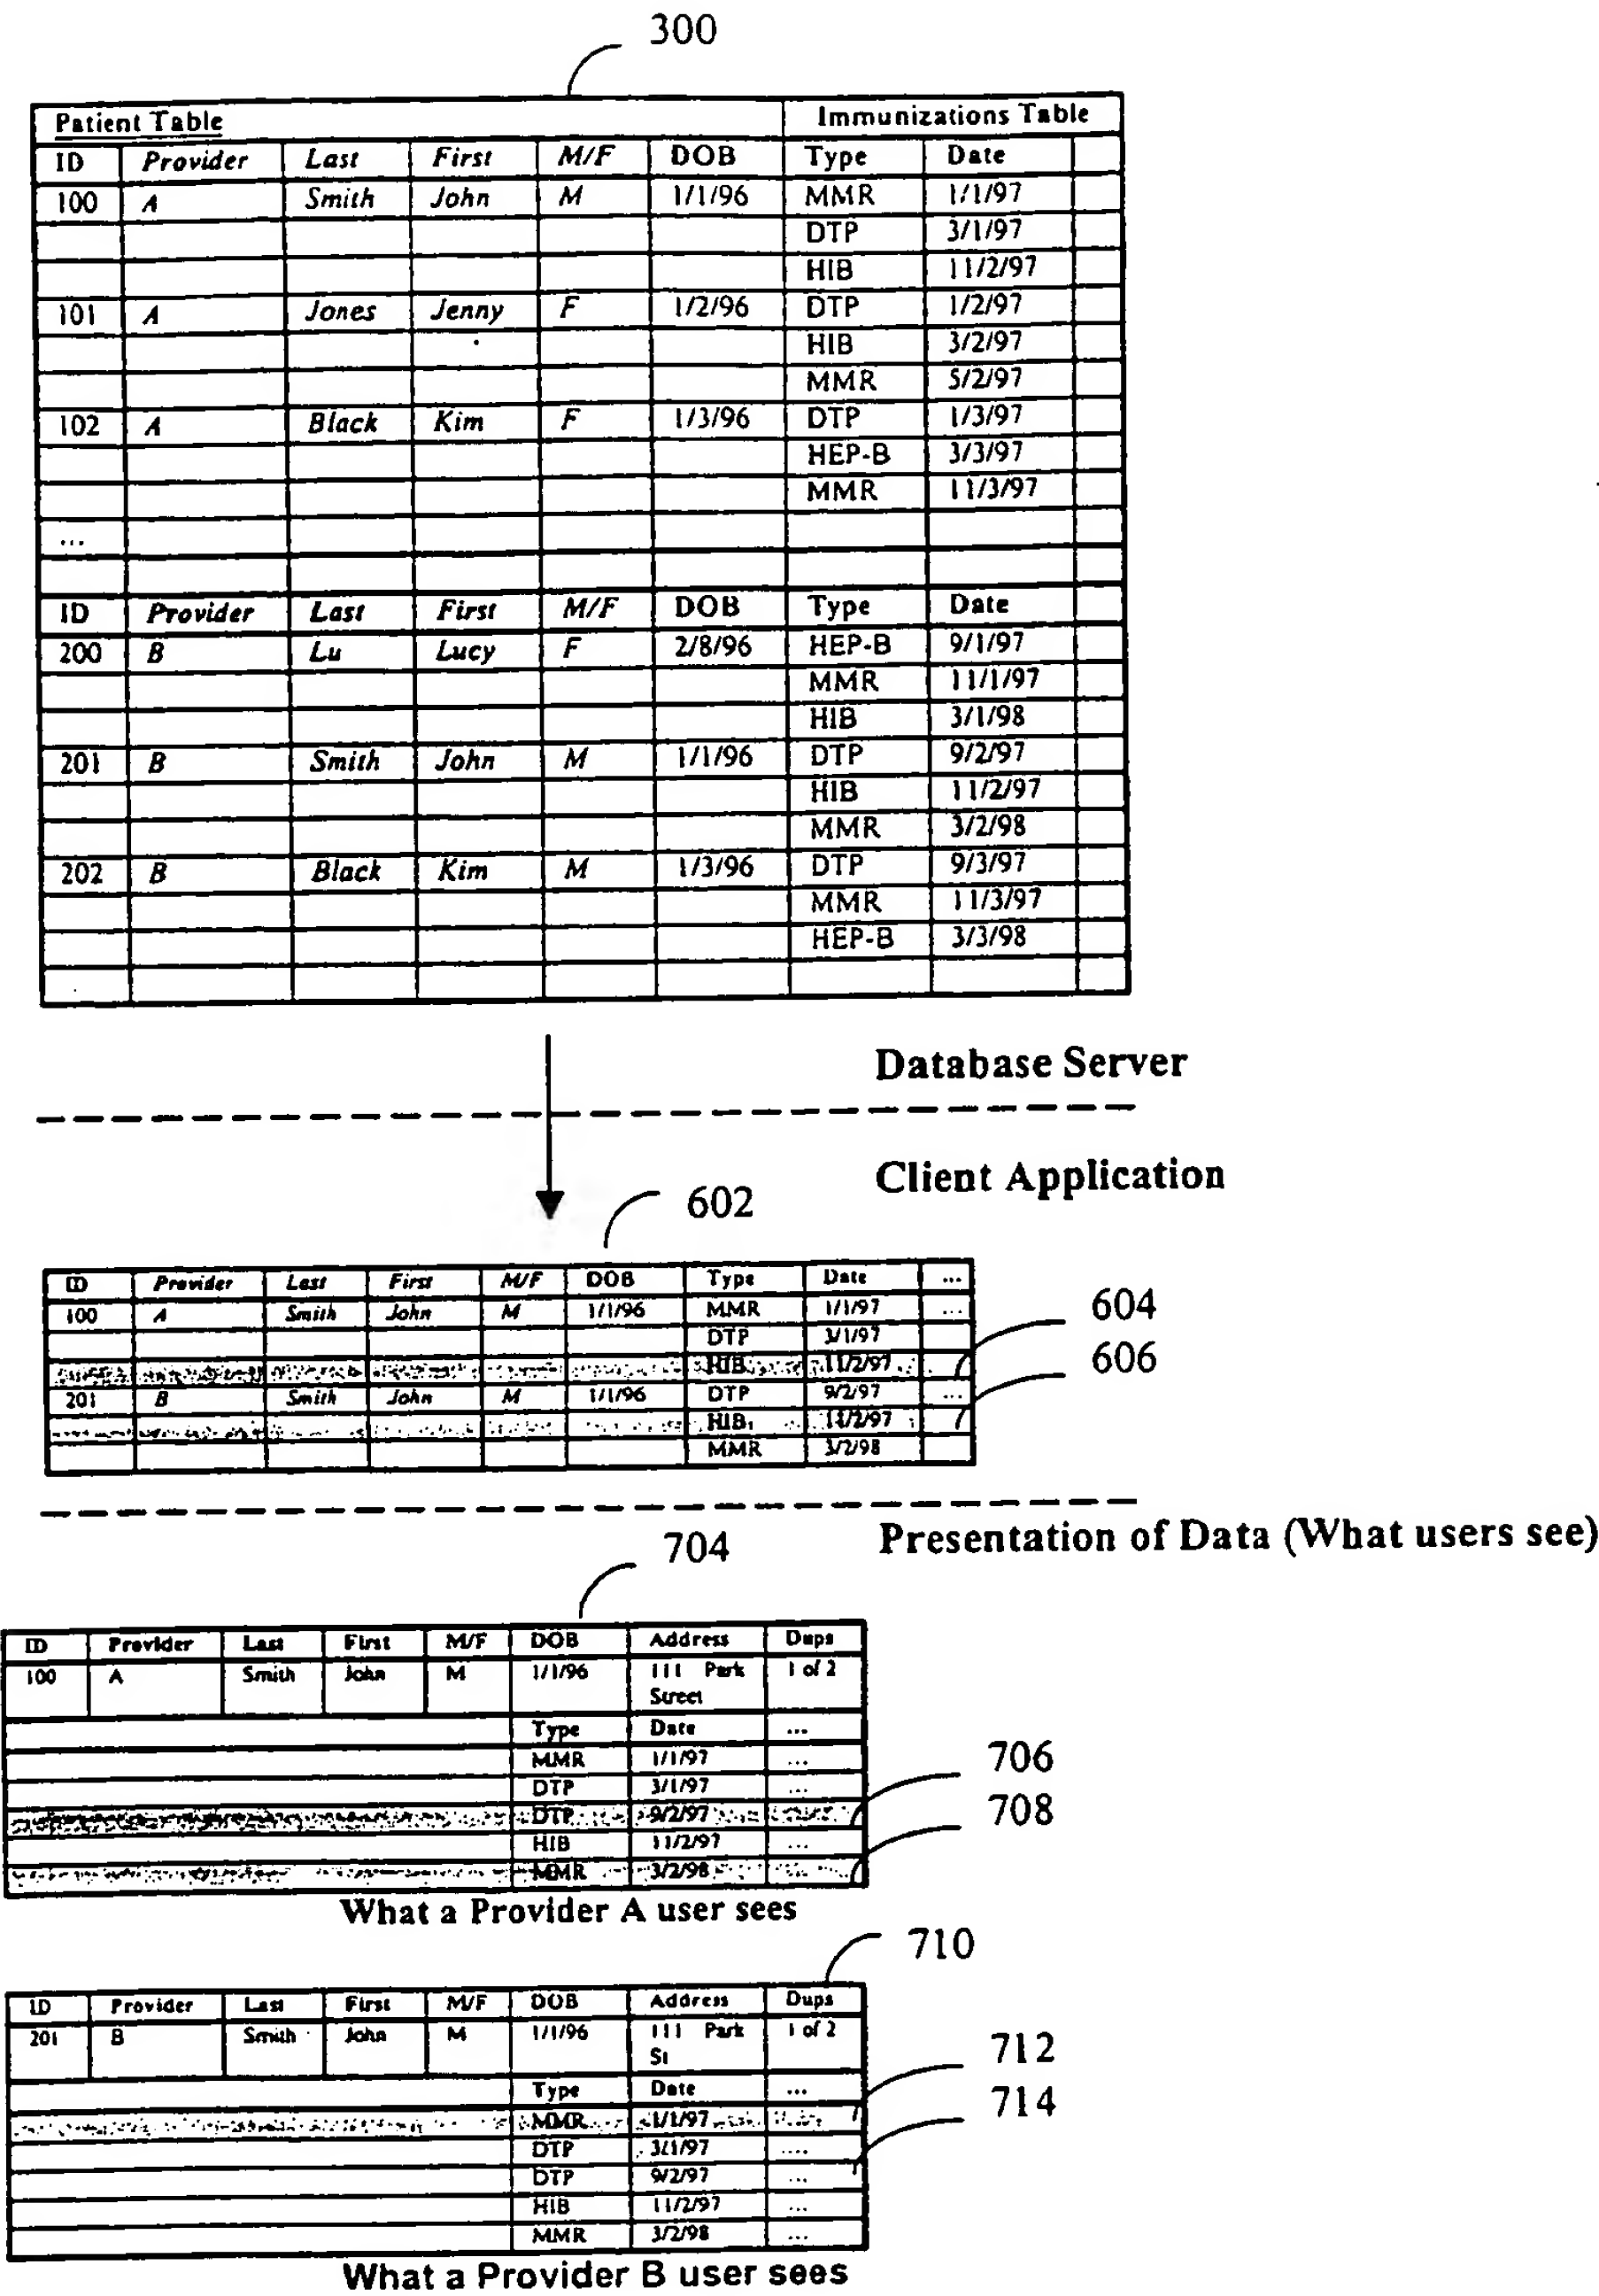 300
Patient Table Immunizations Table
ID Provider Last First M/F DOB Type Date
100 A Smith John M 1/1/96 MMR 1/1/97
DTP 3/1/97
HIB 11/2/97
101 A Jones Jenny F 1/2/96 DTP 1/2/97
HIB 3/2/97
MMR 5/2/97
102 A Black Kim F 1/3/96 DTP 1/3/97
HEP-B 3/3/97
MMR 11/3/97
...
ID Provider Last First M/F DOB Type Date
200 B Lu Lucy F 2/8/96 HEP-B 9/1/97
MMR 11/1/97
HIB 3/1/98
201 B Smith John M 1/1/96 DTP 9/2/97
HIB 11/2/97
MMR 3/2/98
202 B Black Kim M 1/3/96 DTP 9/3/97
MMR 11/3/97
HEP-B 3/3/98
Database Server
Client Application
602
ID Provider Last First M/F DOB Type Date ...
100 A Smith John M 1/1/96 MMR 1/1/97 ...
DTP 3/1/97
604
HIB 11/2/97
606
201 B Smith John M 1/1/96 DTP 9/2/97 ...
HIB 11/2/97
MMR 3/2/98
Presentation of Data (What users see)
704
ID Provider Last First M/F DOB Address Dups
100 A Smith John M 1/1/96 111 Park Street 1 of 2
Type Date ...
MMR 1/1/97 ...
706
DTP 3/1/97 ...
708
DTP 9/2/97
HIB 11/2/97 ...
MMR 3/2/98
What a Provider A user sees
710
ID Provider Last First M/F DOB Address Dups
201 B Smith John M 1/1/96 111 Park St 1 of 2
712
Type Date ...
714
MMR 1/1/97
DTP 3/1/97 ....
DTP 9/2/97 ...
HIB 11/2/97 ...
MMR 3/2/98 ...
What a Provider B user sees